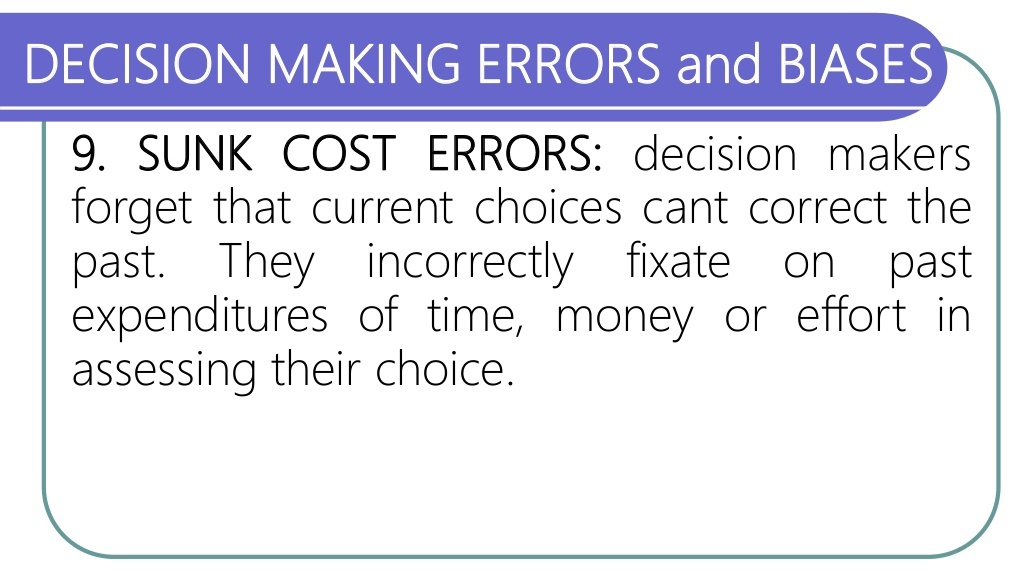 DECISION MAKING ERRORS and BIASES
9. SUNK COST ERRORS: decision makers
forget that current choices cant correct the
past. They incorrectly fixate on past
expenditures of time, money or effort in
assessing their choice.